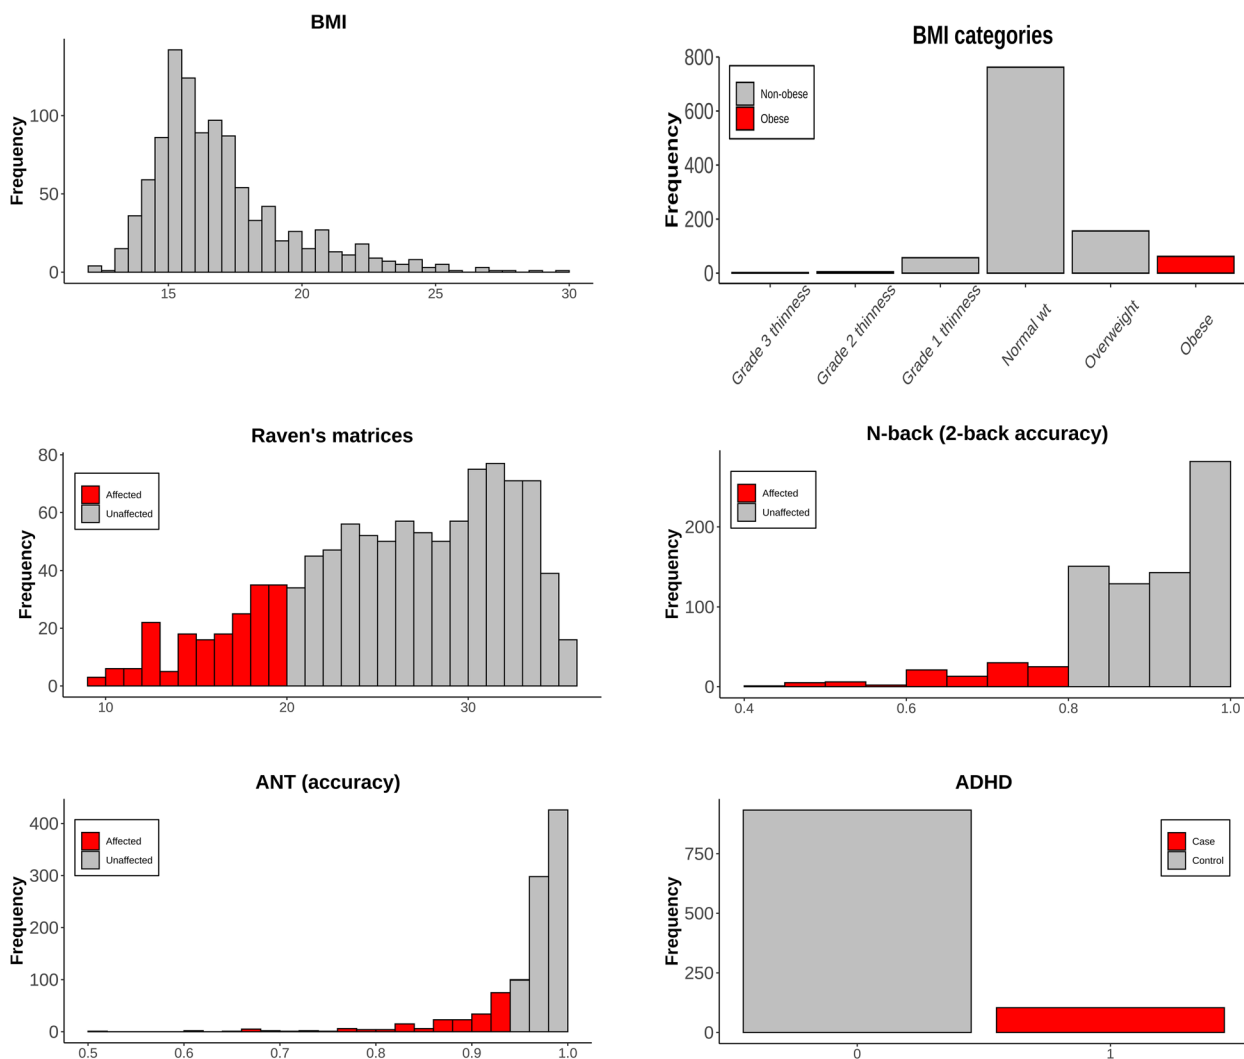 BMI
Frequency
100
50
0
15
20
25
30
BMI categories
Frequency
800
600
400
200
0
Non-obese
Obese
Grade 3 thinness
Grade 2 thinness
Grade 1 thinness
Normal wt
Overweight
Obese
Raven's matrices
Frequency
80
60
40
20
0
Affected
Unaffected
10
20
30
N-back (2-back accuracy)
Frequency
200
100
0
Affected
Unaffected
0.4
0.6
0.8
1.0
ANT (accuracy)
Frequency
400
300
200
100
0
Affected
Unaffected
0.5
0.6
0.7
0.8
0.9
1.0
ADHD
Frequency
750
500
250
0
Case
Control
0
1